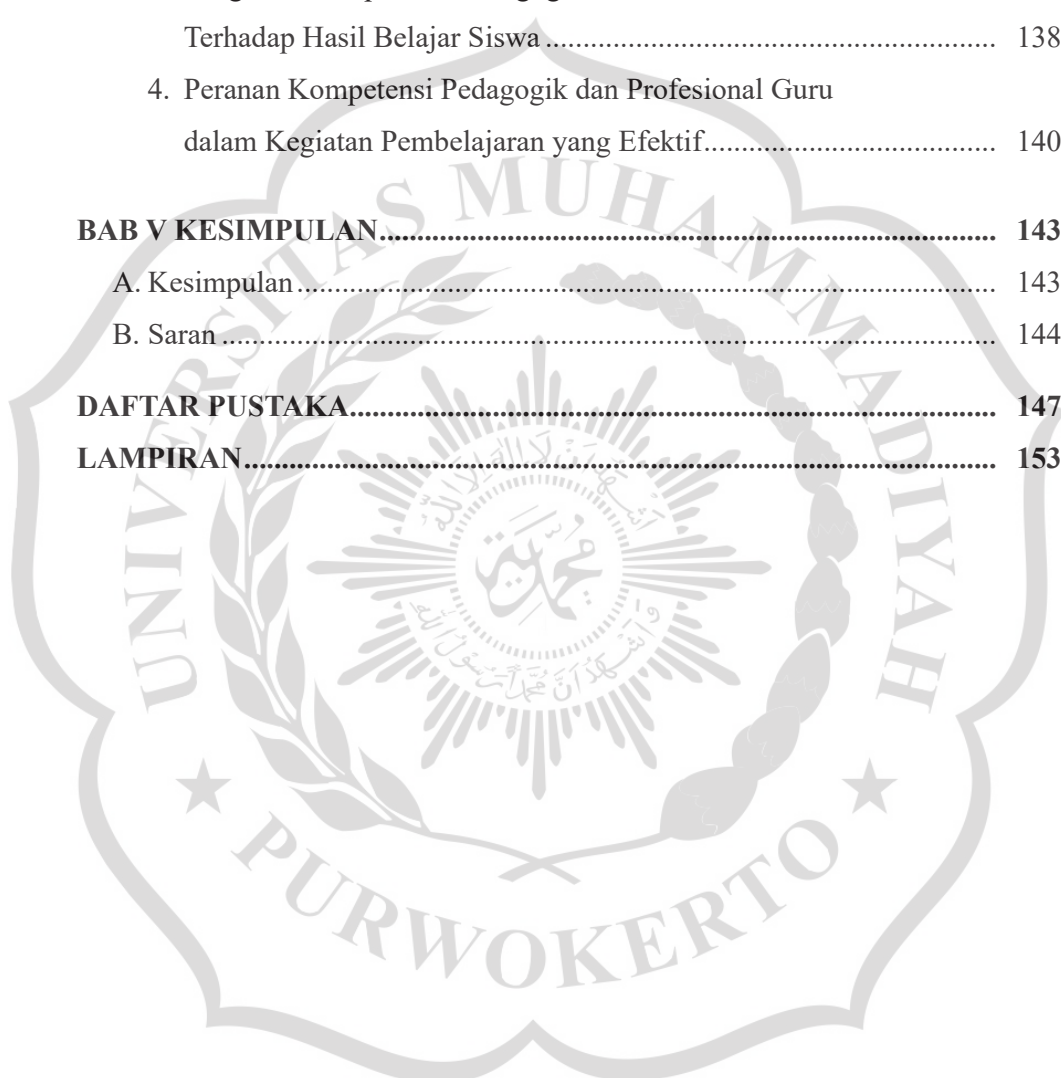 Terhadap Hasil Belajar Siswa ................................................................ 138
4. Peranan Kompetensi Pedagogik dan Profesional Guru
dalam Kegiatan Pembelajaran yang Efektif......................................... 140
BAB V KESIMPULAN.......................................................................................... 143
A. Kesimpulan ................................................................................................... 143
B. Saran .............................................................................................................. 144
DAFTAR PUSTAKA.............................................................................................. 147
LAMPIRAN............................................................................................................. 153
UNIVERSITAS MUHAMMADIYAH
محمد
PURWOKERTO